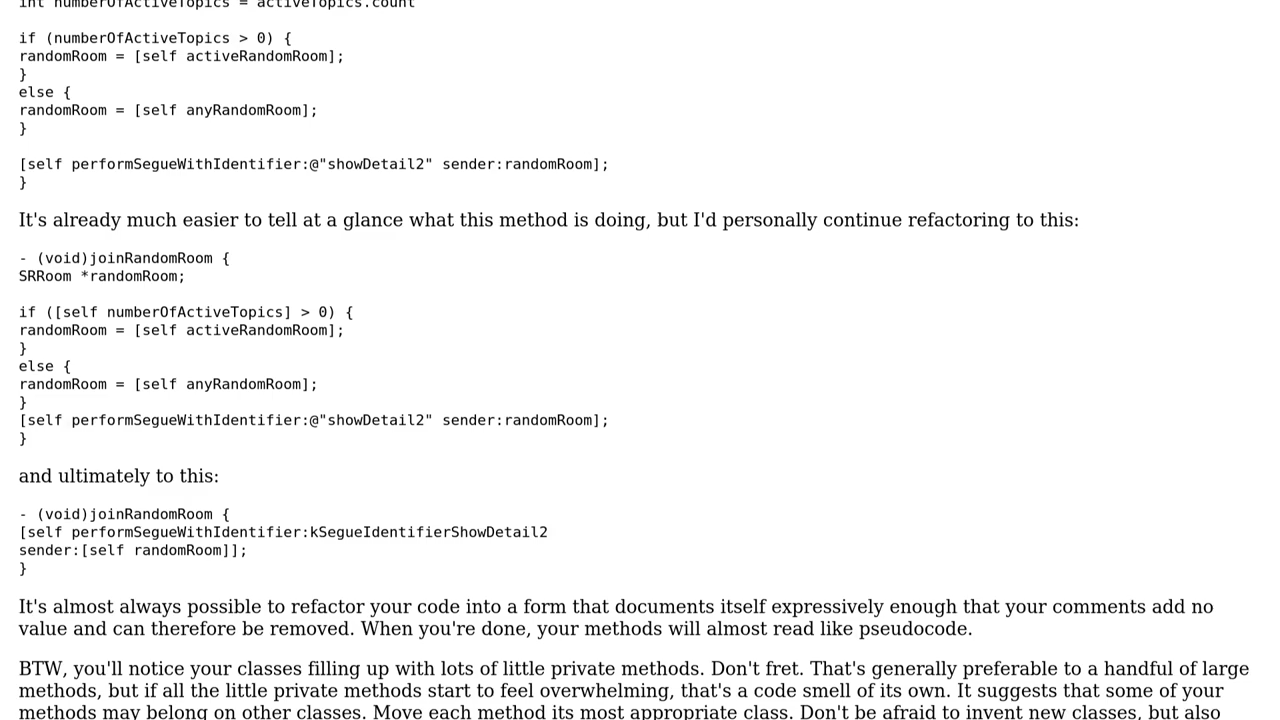 int numberOfActiveTopics = activeTopics.count
if (numberOfActiveTopics > 0) {
randomRoom = [self activeRandomRoom];
}
else {
randomRoom = [self anyRandomRoom];
}
[self performSegueWithIdentifier:@"showDetail2" sender:randomRoom];
}
It's already much easier to tell at a glance what this method is doing, but I'd personally continue refactoring to this:
- (void)joinRandomRoom {
SRRoom *randomRoom;
if ([self numberOfActiveTopics] > 0) {
randomRoom = [self activeRandomRoom];
}
else {
randomRoom = [self anyRandomRoom];
}
[self performSegueWithIdentifier:@"showDetail2" sender:randomRoom];
}
and ultimately to this:
- (void)joinRandomRoom {
[self performSegueWithIdentifier:kSegueIdentifierShowDetail2
sender:[self randomRoom]];
}
It's almost always possible to refactor your code into a form that documents itself expressively enough that your comments add no
value and can therefore be removed. When you're done, your methods will almost read like pseudocode.
BTW, you'll notice your classes filling up with lots of little private methods. Don't fret. That's generally preferable to a handful of large
methods, but if all the little private methods start to feel overwhelming, that's a code smell of its own. It suggests that some of your
methods may belong on other classes. Move each method its most appropriate class. Don't be afraid to invent new classes, but also